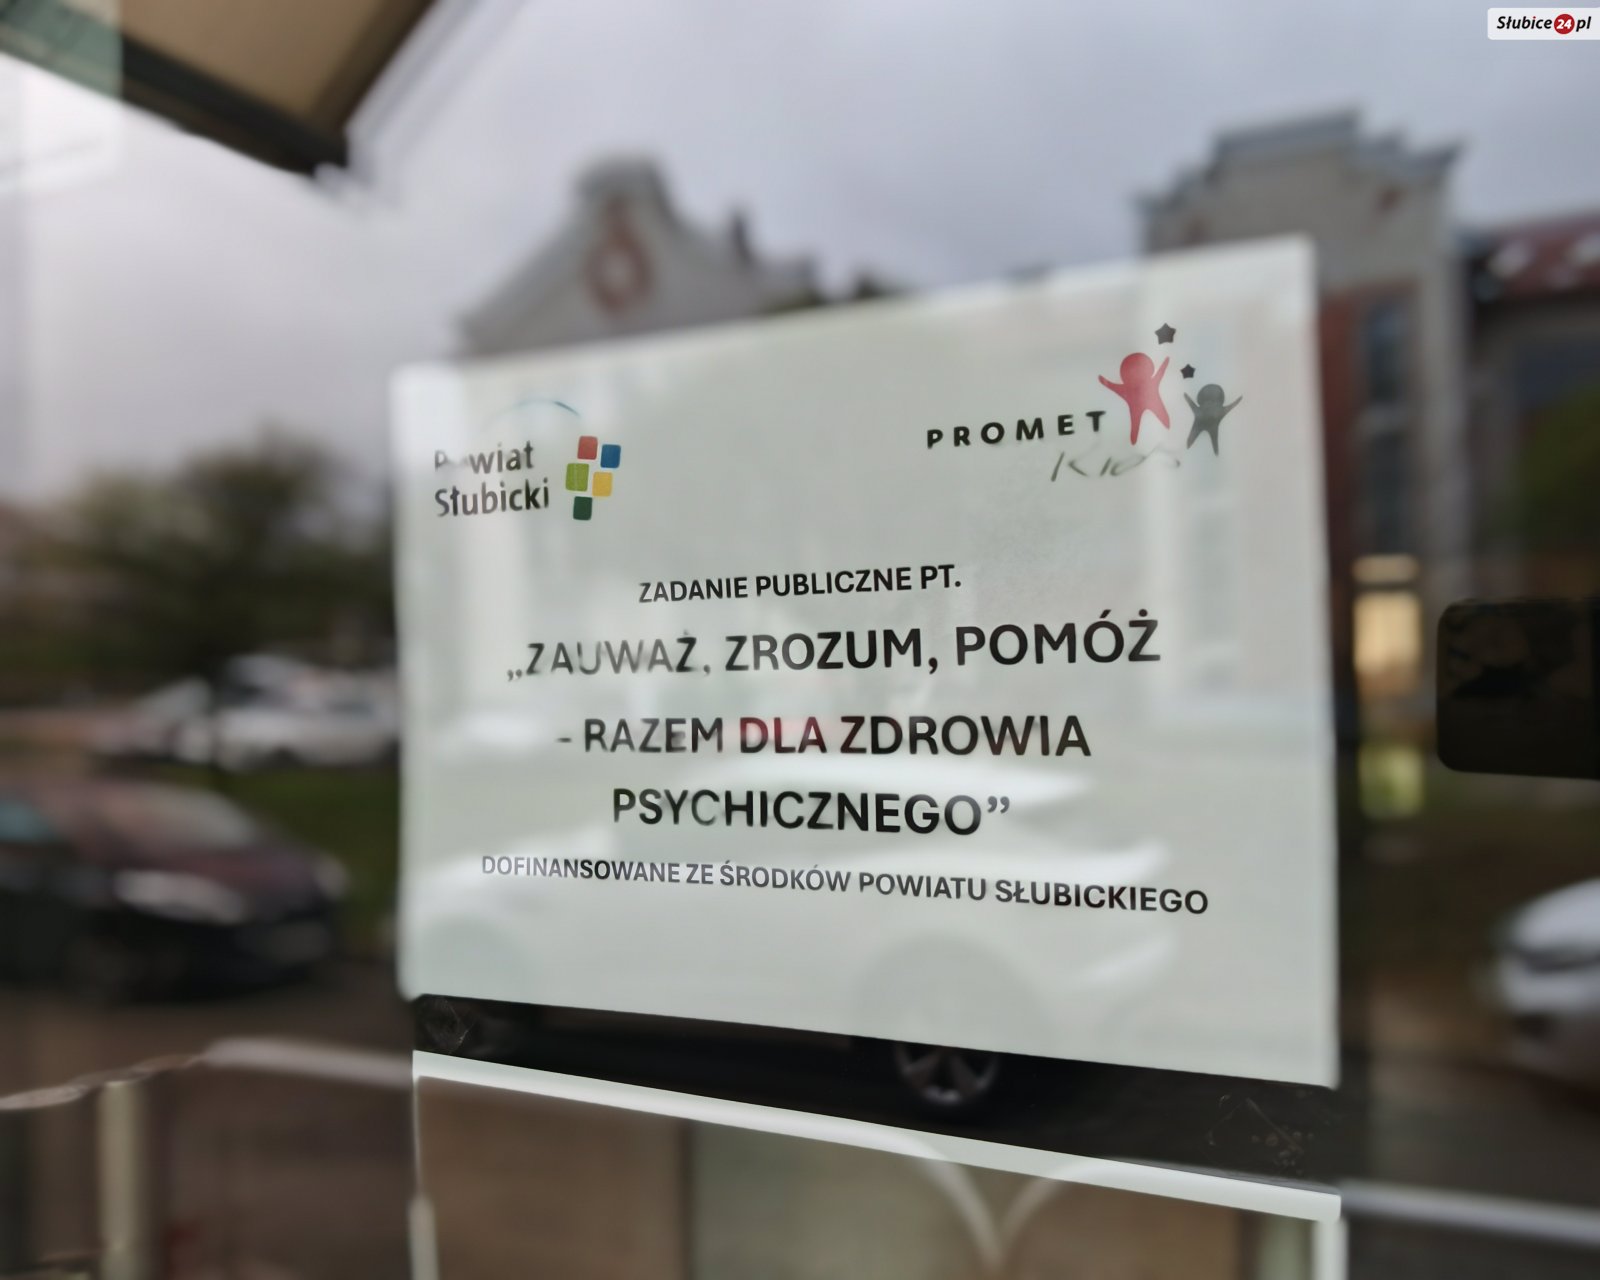 Słubice24.pl
Powiat
Słubicki
PROMET
Kids
ZADANIE PUBLICZNE PT.
„ZAUWAŻ, ZROZUM, POMÓŻ
- RAZEM DLA ZDROWIA
PSYCHICZNEGO”
DOFINANSOWANE ZE ŚRODKÓW POWIATU SŁUBICKIEGO